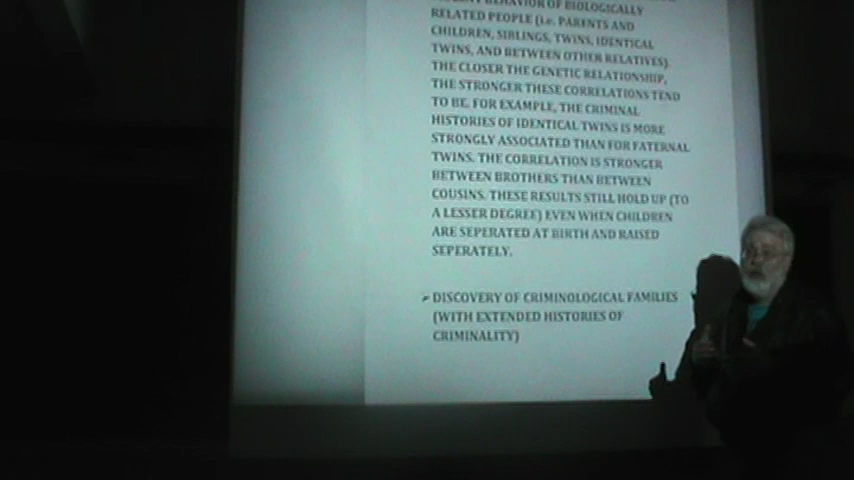 BEHAVIOR OF BIOLOGICALLY
RELATED PEOPLE (i.e. PARENTS AND
CHILDREN, SIBLINGS, TWINS, IDENTICAL
TWINS, AND BETWEEN OTHER RELATIVES).
THE CLOSER THE GENETIC RELATIONSHIP,
THE STRONGER THESE CORRELATIONS TEND
TO BE. FOR EXAMPLE, THE CRIMINAL
HISTORIES OF IDENTICAL TWINS IS MORE
STRONGLY ASSOCIATED THAN FOR FATERNAL
TWINS. THE CORRELATION IS STRONGER
BETWEEN BROTHERS THAN BETWEEN
COUSINS. THESE RESULTS STILL HOLD UP (TO
A LESSER DEGREE) EVEN WHEN CHILDREN
ARE SEPERATED AT BIRTH AND RAISED
SEPERATELY.
➢ DISCOVERY OF CRIMINOLOGICAL FAMILIES
(WITH EXTENDED HISTORIES OF
CRIMINALITY)